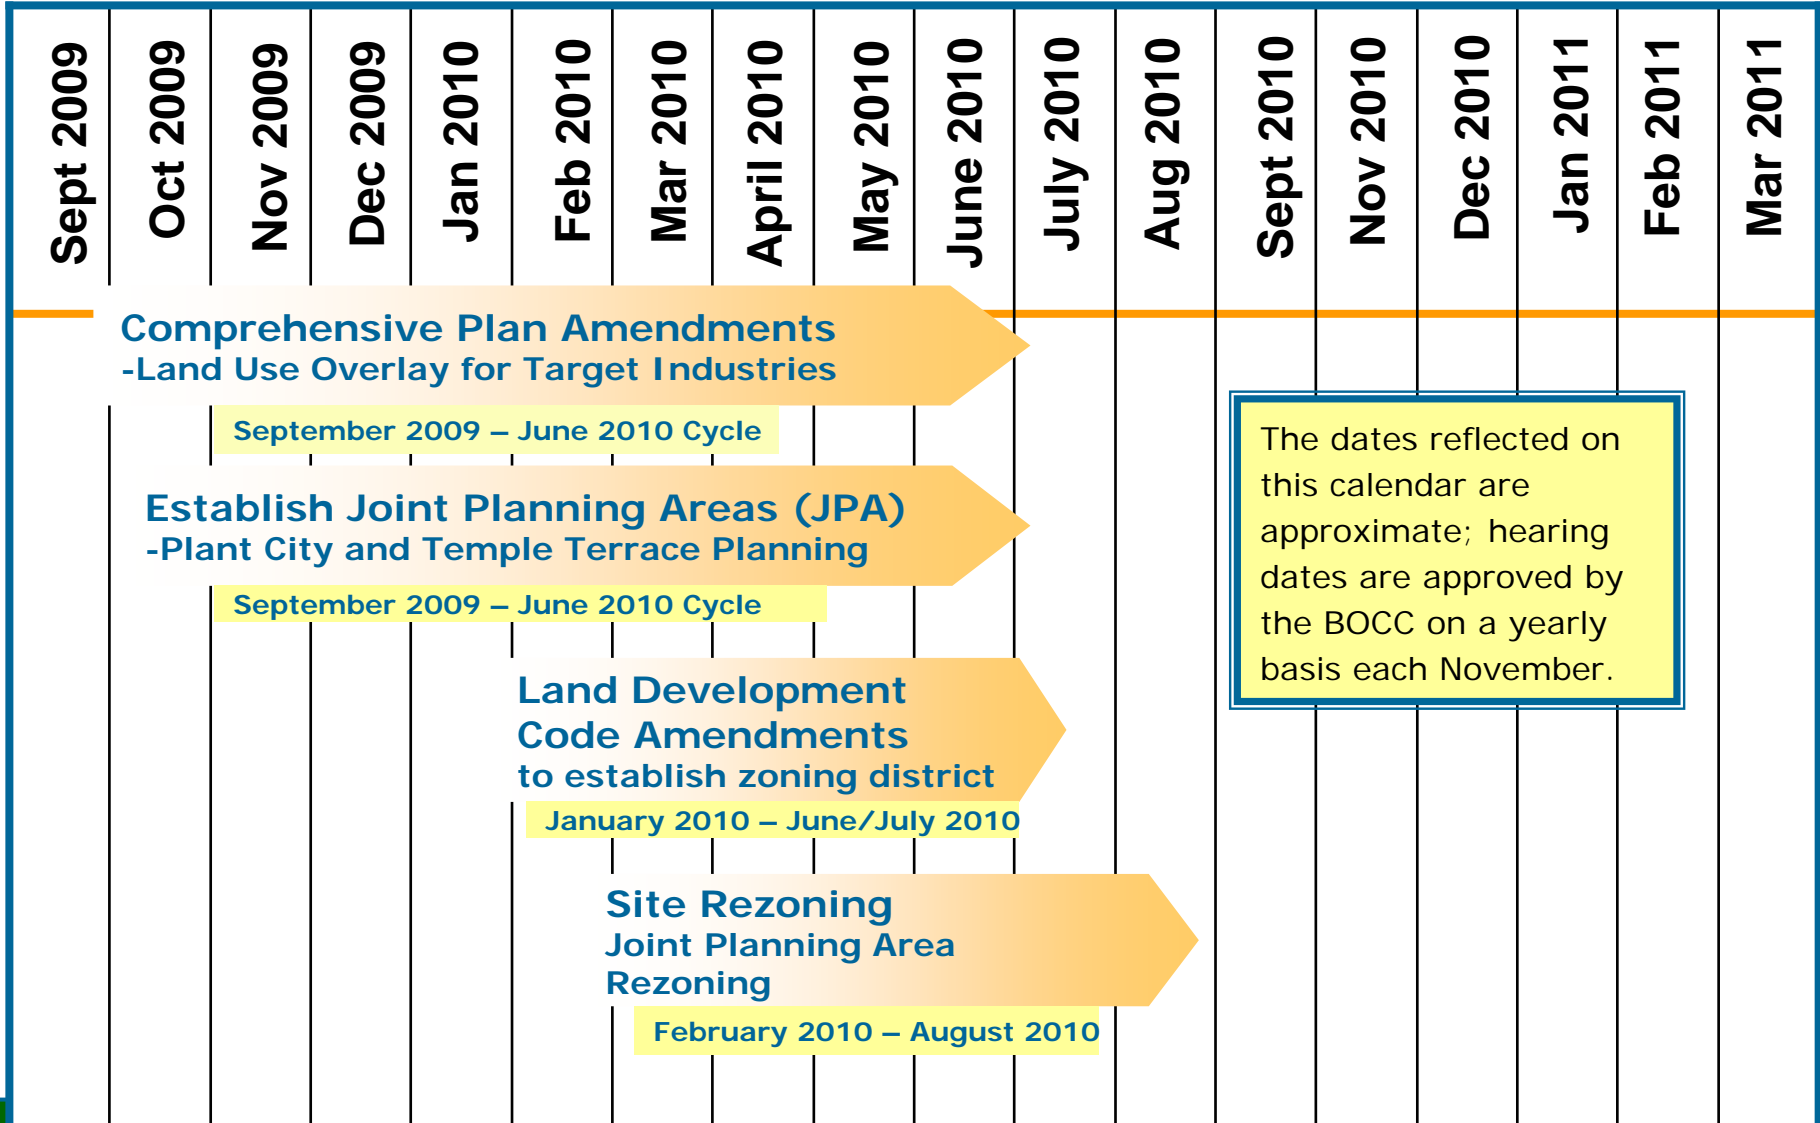 Sept 2009
Oct 2009
Nov 2009
Dec 2009
Jan 2010
Feb 2010
Mar 2010
April 2010
May 2010
June 2010
July 2010
Aug 2010
Sept 2010
Nov 2010
Dec 2010
Jan 2011
Feb 2011
Mar 2011
Comprehensive Plan Amendments
-Land Use Overlay for Target Industries
September 2009 – June 2010 Cycle
Establish Joint Planning Areas (JPA)
-Plant City and Temple Terrace Planning
September 2009 – June 2010 Cycle
Land Development
Code Amendments
to establish zoning district
January 2010 – June/July 2010
Site Rezoning
Joint Planning Area
Rezoning
February 2010 – August 2010
The dates reflected on
this calendar are
approximate; hearing
dates are approved by
the BOCC on a yearly
basis each November.